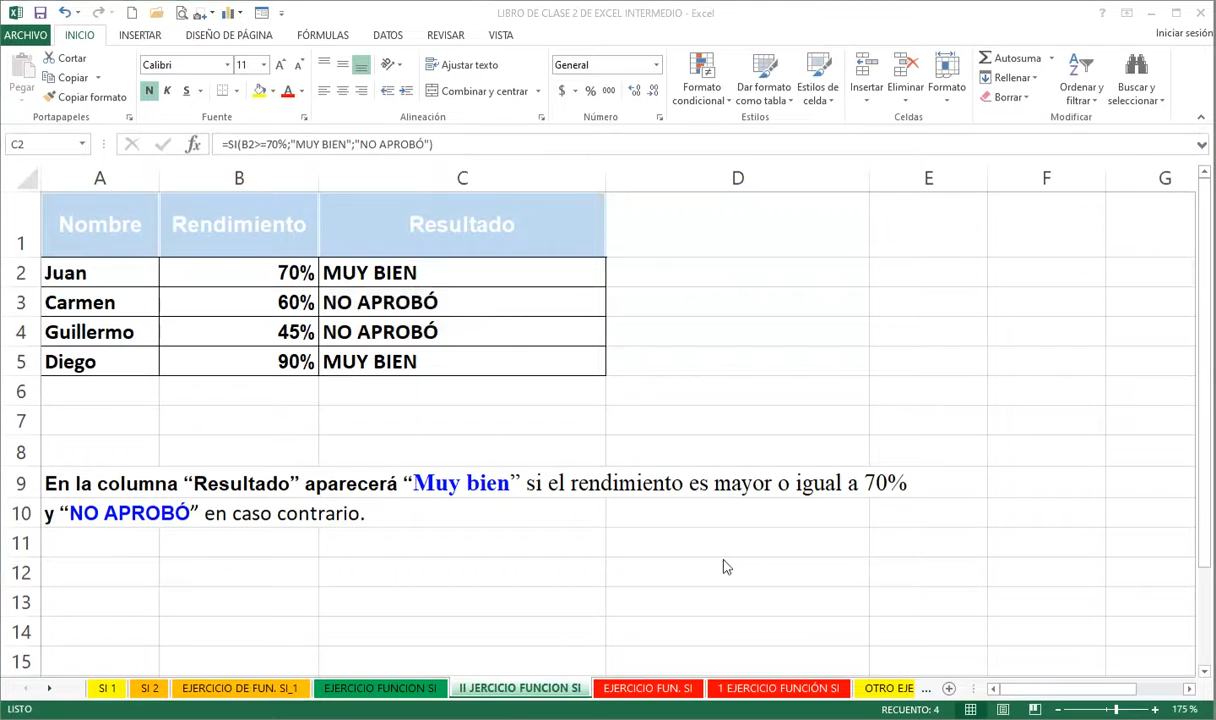 LIBRO DE CLASE 2 DE EXCEL INTERMEDIO - Excel
ARCHIVO INICIO INSERTAR DISEÑO DE PÁGINA FÓRMULAS DATOS REVISAR VISTA Iniciar sesión
Pegar
Cortar
Copiar
Copiar formato
Portapapeles
Calibri 11
N K S
Fuente
Ajustar texto
Combinar y centrar
Alineación
General
$ % 000
Número
Formato condicional
Dar formato como tabla
Estilos de celda
Estilos
Insertar Eliminar Formato
Celdas
Autosuma
Rellenar
Borrar
Ordenar y filtrar
Buscar y seleccionar
Modificar
C2 fx =SI(B2>=70%;"MUY BIEN";"NO APROBÓ")
A B C D E F G
1 Nombre Rendimiento Resultado
2 Juan 70% MUY BIEN
3 Carmen 60% NO APROBÓ
4 Guillermo 45% NO APROBÓ
5 Diego 90% MUY BIEN
6
7
8
9 En la columna “Resultado” aparecerá “Muy bien” si el rendimiento es mayor o igual a 70%
10 y “NO APROBÓ” en caso contrario.
11
12
13
14
15
SI 1 SI 2 EJERCICIO DE FUN. SI_1 EJERCICIO FUNCION SI II JERCICIO FUNCION SI EJERCICIO FUN. SI 1 EJERCICIO FUNCIÓN SI OTRO EJE ...
LISTO RECUENTO: 4 175 %